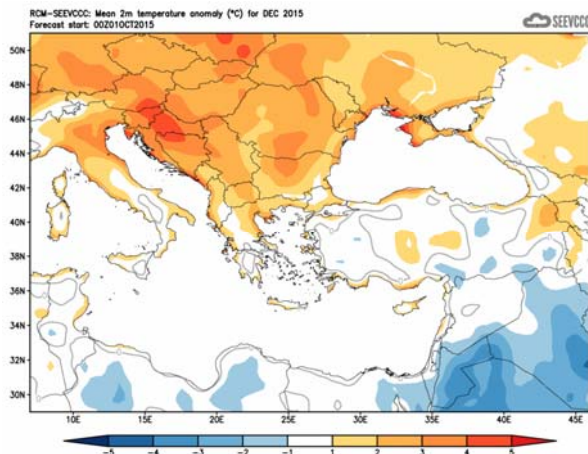 RCM-SEEVCCC: Mean 2m temperature anomaly (°C) for DEC 2015
Forecast start: 00Z01OCT2015
SEEVCCC
50N
48N
46N
44N
42N
40N
38N
36N
34N
32N
30N
10E 15E 20E 25E 30E 35E 40E 45E
-5 -4 -3 -2 -1 1 2 3 4 5